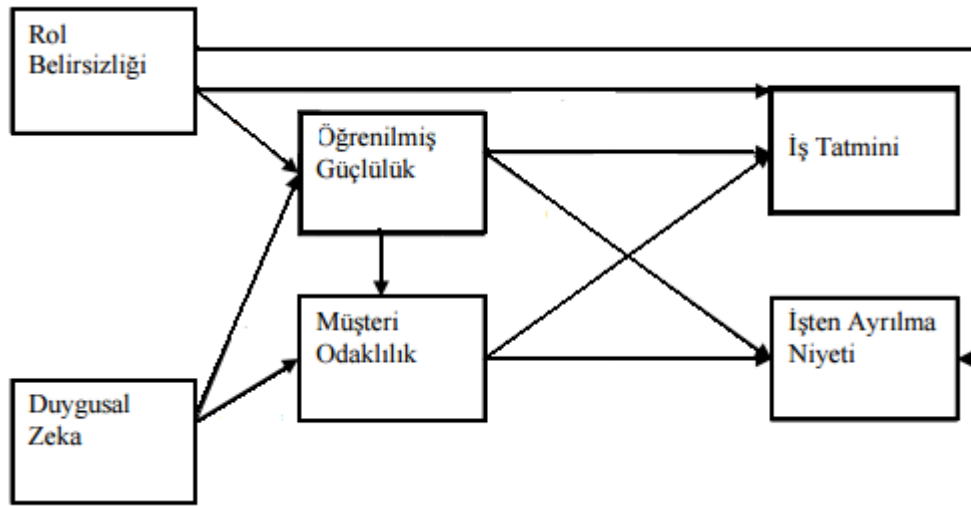 Rol
Belirsizliği
Öğrenilmiş
Güçlülük
İş Tatmini
Müşteri
Odaklılık
İşten Ayrılma
Niyeti
Duygusal
Zeka